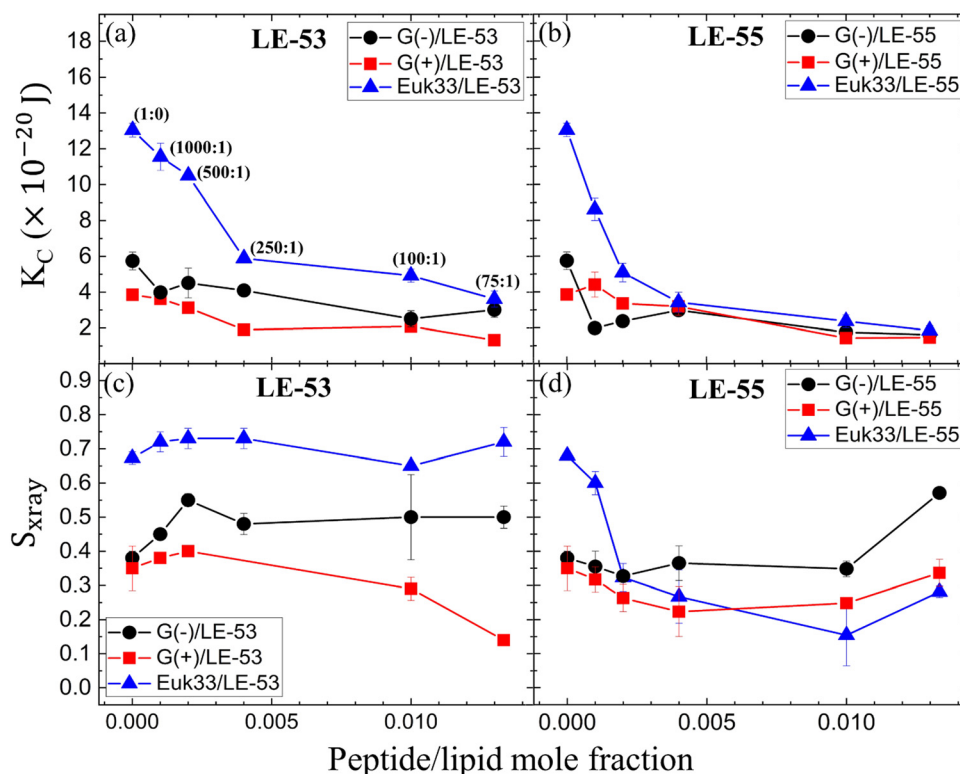 (a) LE-53
G(-)/LE-53
G(+)/LE-53
Euk33/LE-53
(1:0)
(1000:1)
(500:1)
(250:1)
(100:1)
(75:1)
18
16
14
12
10
8
6
4
2
K_C (× 10^{-20} J)
(b) LE-55
G(-)/LE-55
G(+)/LE-55
Euk33/LE-55
(c) LE-53
G(-)/LE-53
G(+)/LE-53
Euk33/LE-53
0.9
0.8
0.7
0.6
0.5
0.4
0.3
0.2
0.1
0.0
S_{xray}
(d) LE-55
G(-)/LE-55
G(+)/LE-55
Euk33/LE-55
0.000 0.005 0.010 0.000 0.005 0.010
Peptide/lipid mole fraction